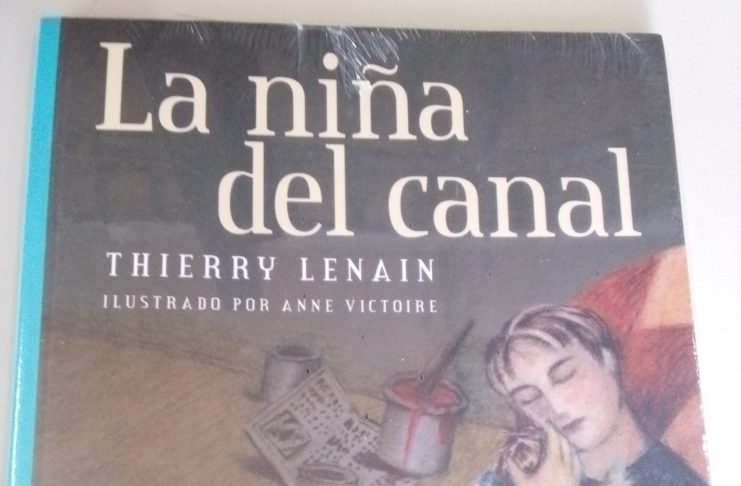 La niña
del canal
THIERRY LENAIN
ILUSTRADO POR ANNE VICTOIRE